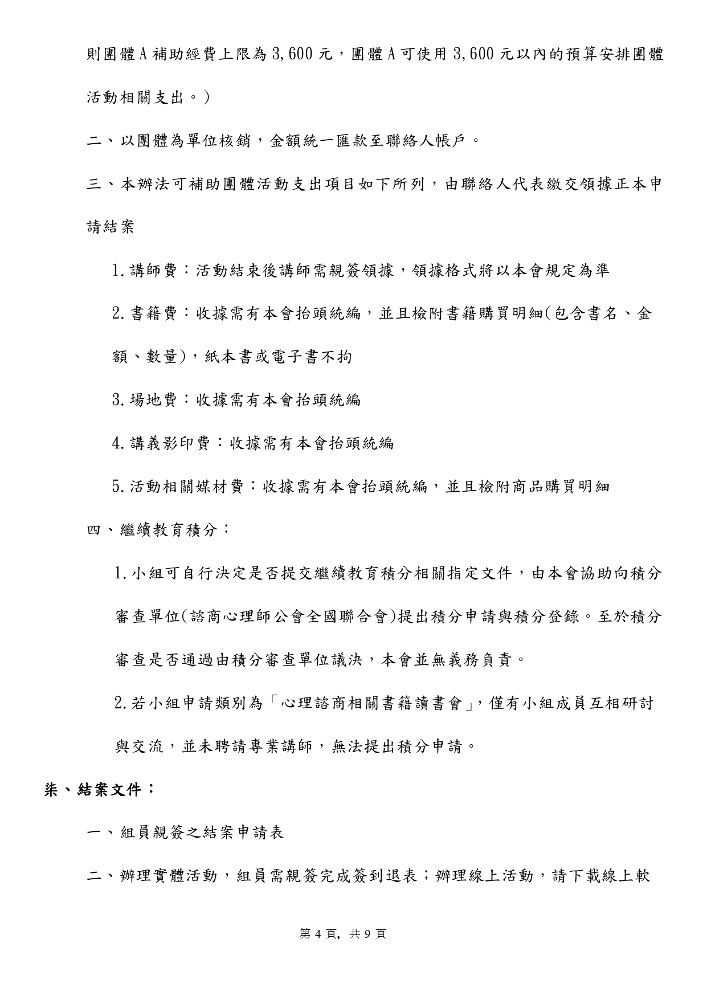 則團體 A 補助經費上限為 3,600 元，團體 A 可使用 3,600 元以內的預算安排團體
活動相關支出。)
二、以團體為單位核銷，金額統一匯款至聯絡人帳戶。
三、本辦法可補助團體活動支出項目如下所列，由聯絡人代表繳交領據正本申
請結案
1.講師費：活動結束後講師需親簽領據，領據格式將以本會規定為準
2.書籍費：收據需有本會抬頭統編，並且檢附書籍購買明細(包含書名、金
額、數量)，紙本書或電子書不拘
3.場地費：收據需有本會抬頭統編
4.講義影印費：收據需有本會抬頭統編
5.活動相關媒材費：收據需有本會抬頭統編，並且檢附商品購買明細
四、繼續教育積分：
1.小組可自行決定是否提交繼續教育積分相關指定文件，由本會協助向積分
審查單位(諮商心理師公會全國聯合會)提出積分申請與積分登錄。至於積分
審查是否通過由積分審查單位議決，本會並無義務負責。
2.若小組申請類別為「心理諮商相關書籍讀書會」，僅有小組成員互相研討
與交流，並未聘請專業講師，無法提出積分申請。
柒、結案文件：
一、組員親簽之結案申請表
二、辦理實體活動，組員需親簽完成簽到退表；辦理線上活動，請下載線上軟
第 4 頁，共 9 頁